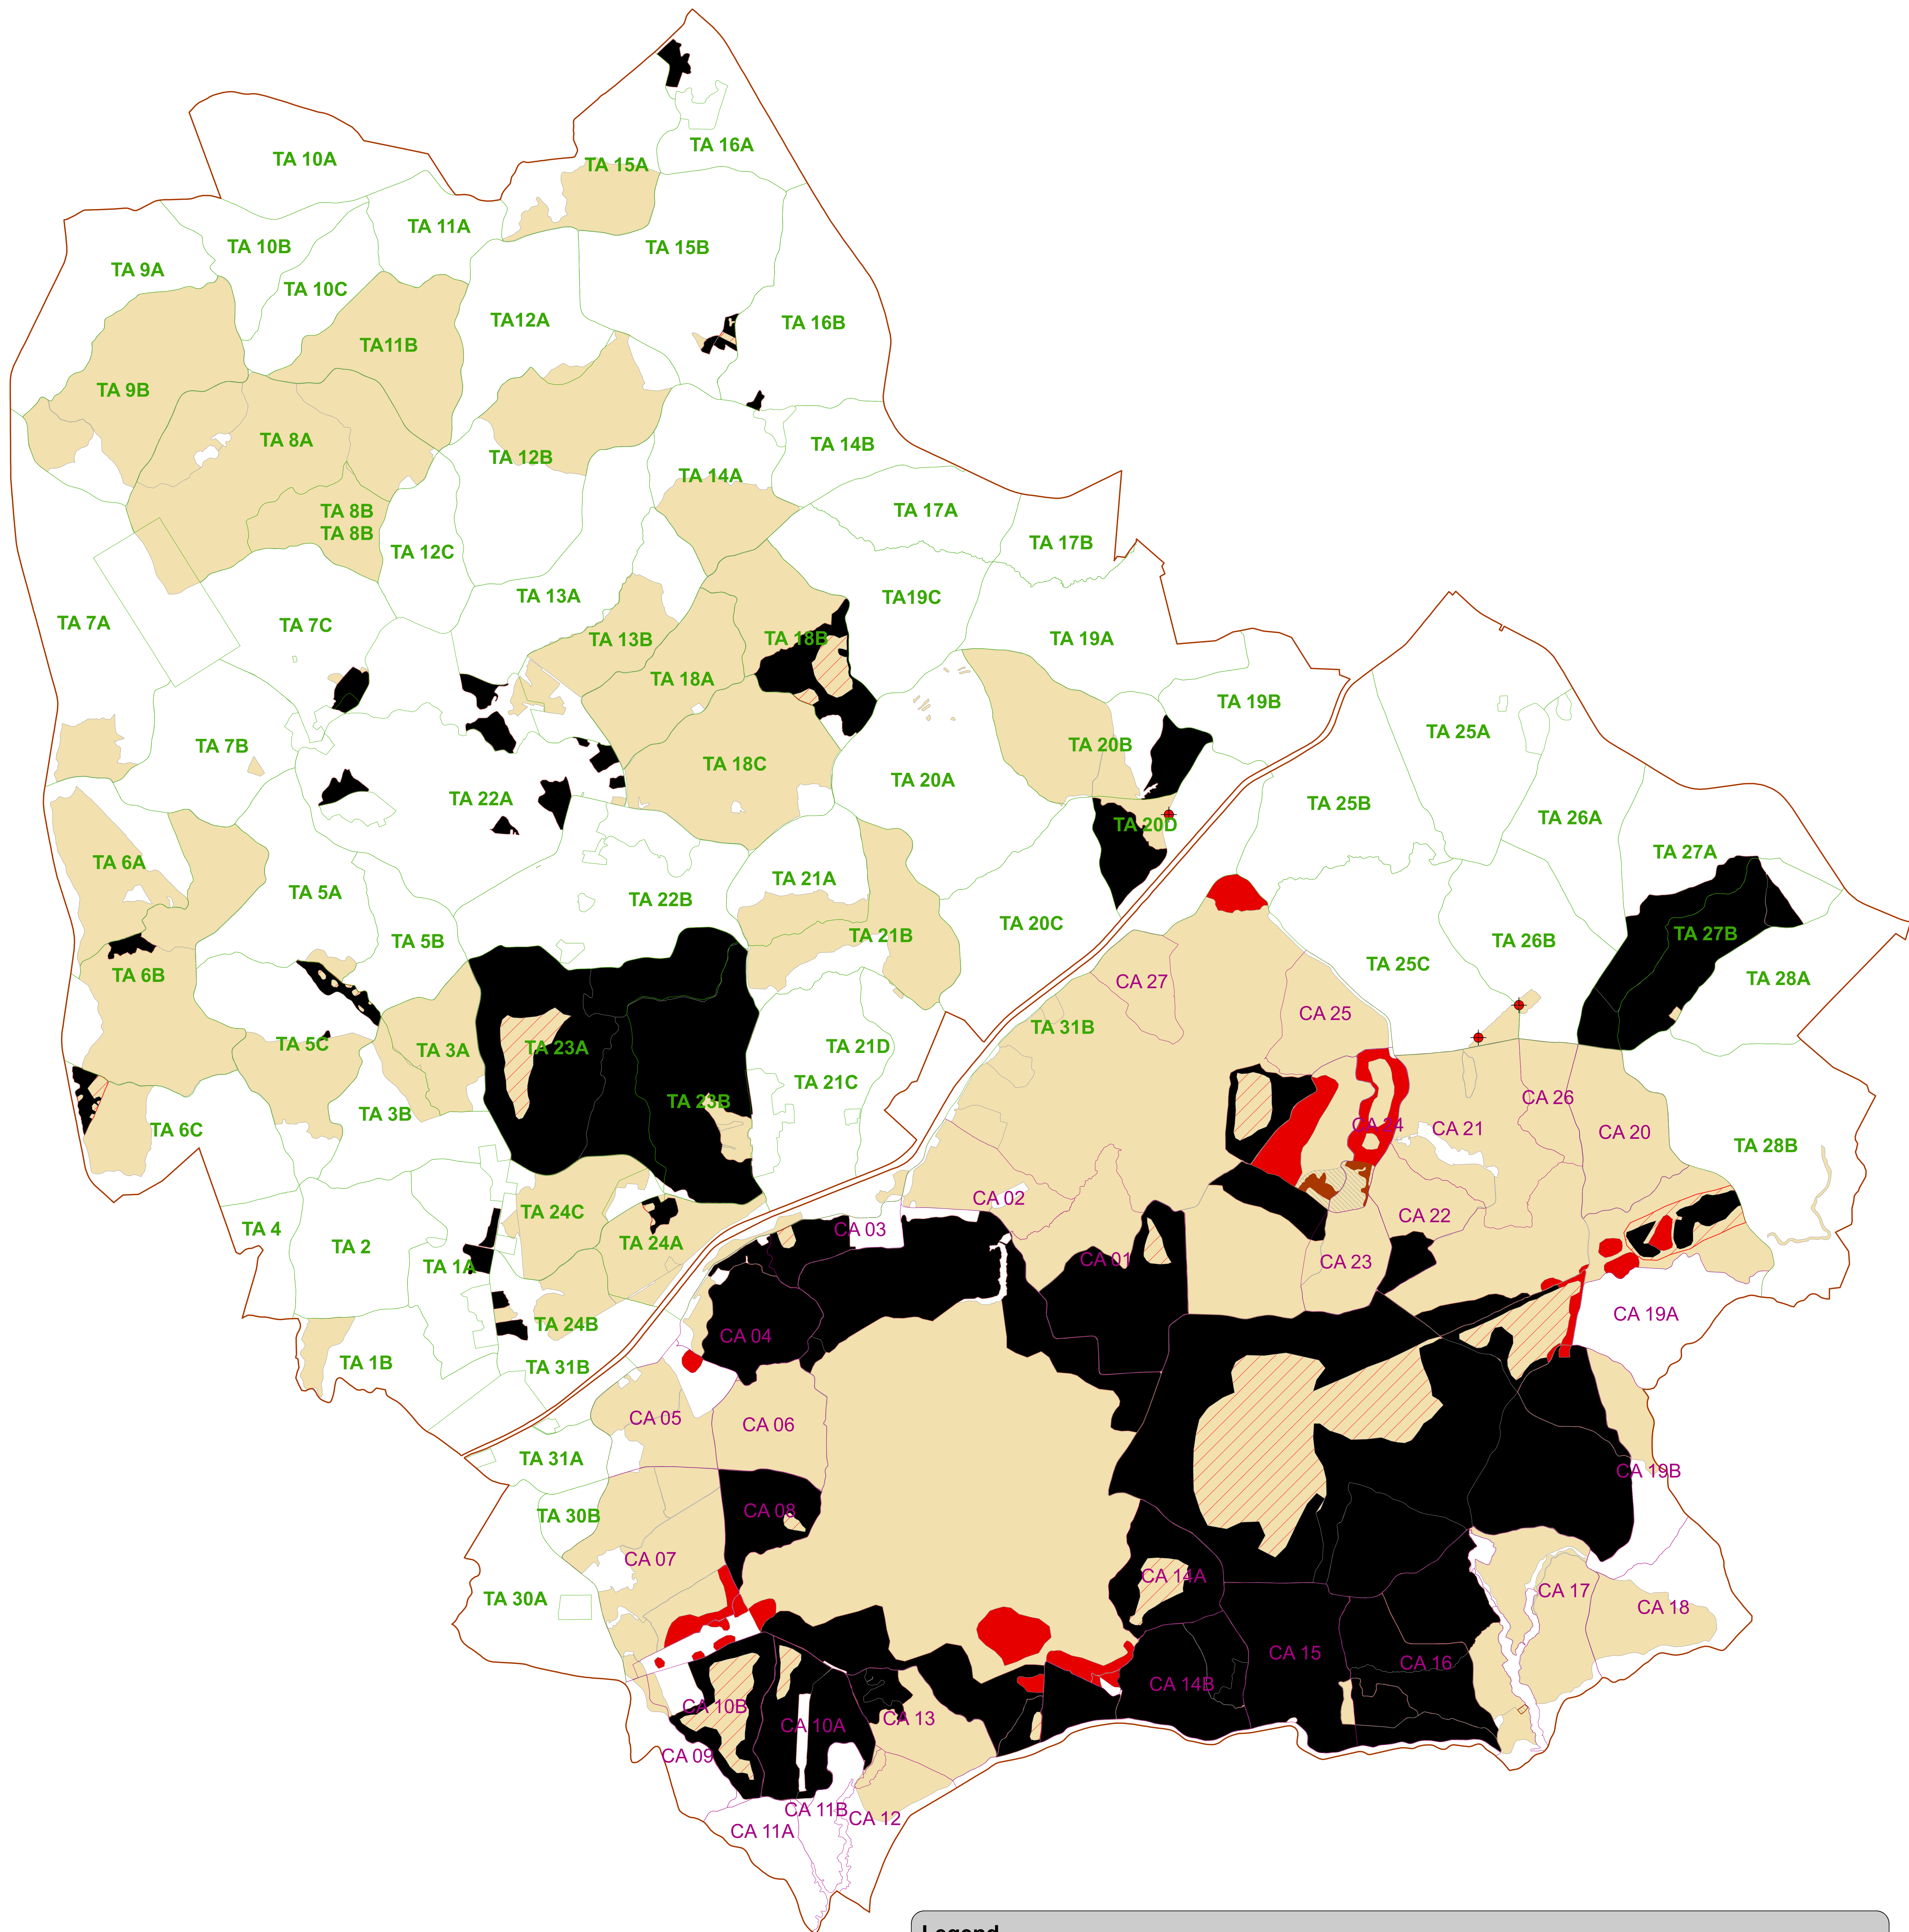 TA 16A
TA 10A
TA 15A
TA 11A
TA 10B
TA 15B
TA 9A
TA 10C
TA12A
TA 16B
TA11B
TA 9B
TA 8A
TA 14B
TA 12B
TA 14A
TA 8B
TA 17A
TA 8B
TA 17B
TA 12C
TA 13A
TA19C
TA 7A
TA 7C
TA 13B
TA 18B
TA 19A
TA 18A
TA 19B
TA 25A
TA 7B
TA 20B
TA 18C
TA 20A
TA 22A
TA 25B
TA 26A
TA 20D
TA 27A
TA 6A
TA 21A
TA 5A
TA 22B
TA 20C
TA 27B
TA 21B
TA 5B
TA 26B
TA 25C
TA 6B
CA 27
TA 28A
CA 25
TA 31B
TA 5C
TA 3A
TA 23A
TA 21D
TA 21C
TA 23B
CA 26
TA 3B
CA 24
CA 21
TA 6C
CA 20
TA 28B
CA 02
TA 24C
CA 22
TA 4
CA 03
TA 2
TA 24A
CA 01
CA 23
TA 1A
CA 19A
TA 24B
CA 04
TA 1B
TA 31B
CA 05
CA 06
TA 31A
CA 19B
CA 08
TA 30B
CA 07
CA 14A
CA 17
TA 30A
CA 18
CA 15
CA 16
CA 14B
CA 10B
CA 13
CA 10A
CA 09
CA 11B
CA 12
CA 11A
Legend